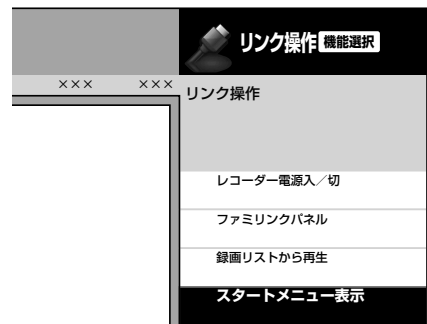 リンク操作 機能選択
××× ×××
リンク操作
レコーダー電源入／切
ファミリンクパネル
録画リストから再生
スタートメニュー表示